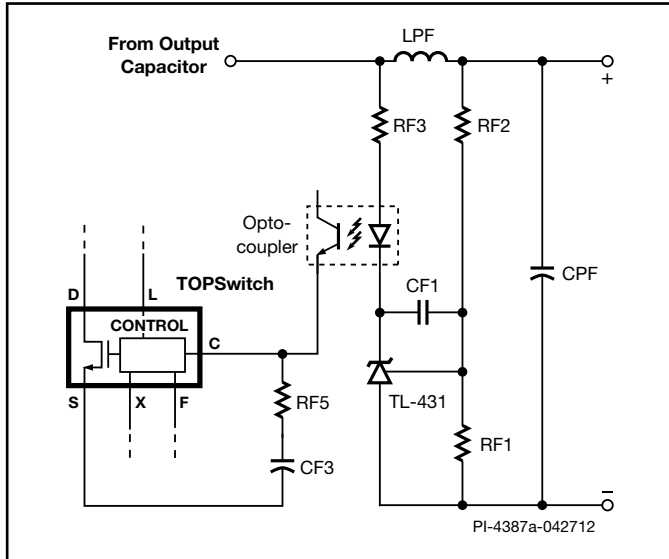 From Output
Capacitor
LPF
+
RF3
RF2
Opto-
coupler
CF1
CPF
TOPSwitch
D
L
CONTROL
C
S
X
F
RF5
TL-431
RF1
CF3
−
PI-4387a-042712